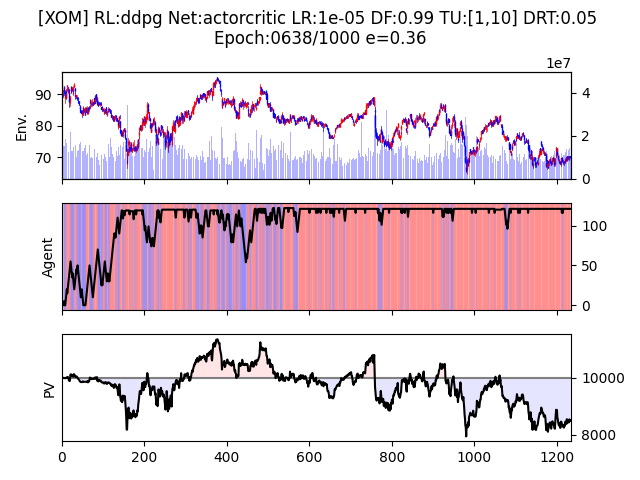 [XOM] RL:ddpg Net:actorcritic LR:1e-05 DF:0.99 TU:[1,10] DRT:0.05
Epoch:0638/1000 e=0.36
1e7
Env.
90
80
70
4
2
0
Agent
100
50
0
PV
10000
8000
0 200 400 600 800 1000 1200